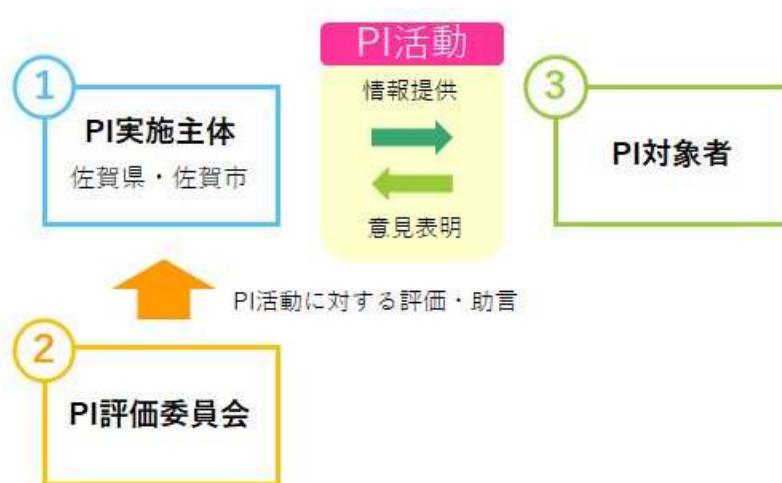 PI活動
1
PI実施主体
佐賀県・佐賀市
情報提供
意見表明
3
PI対象者
PI活動に対する評価・助言
2
PI評価委員会